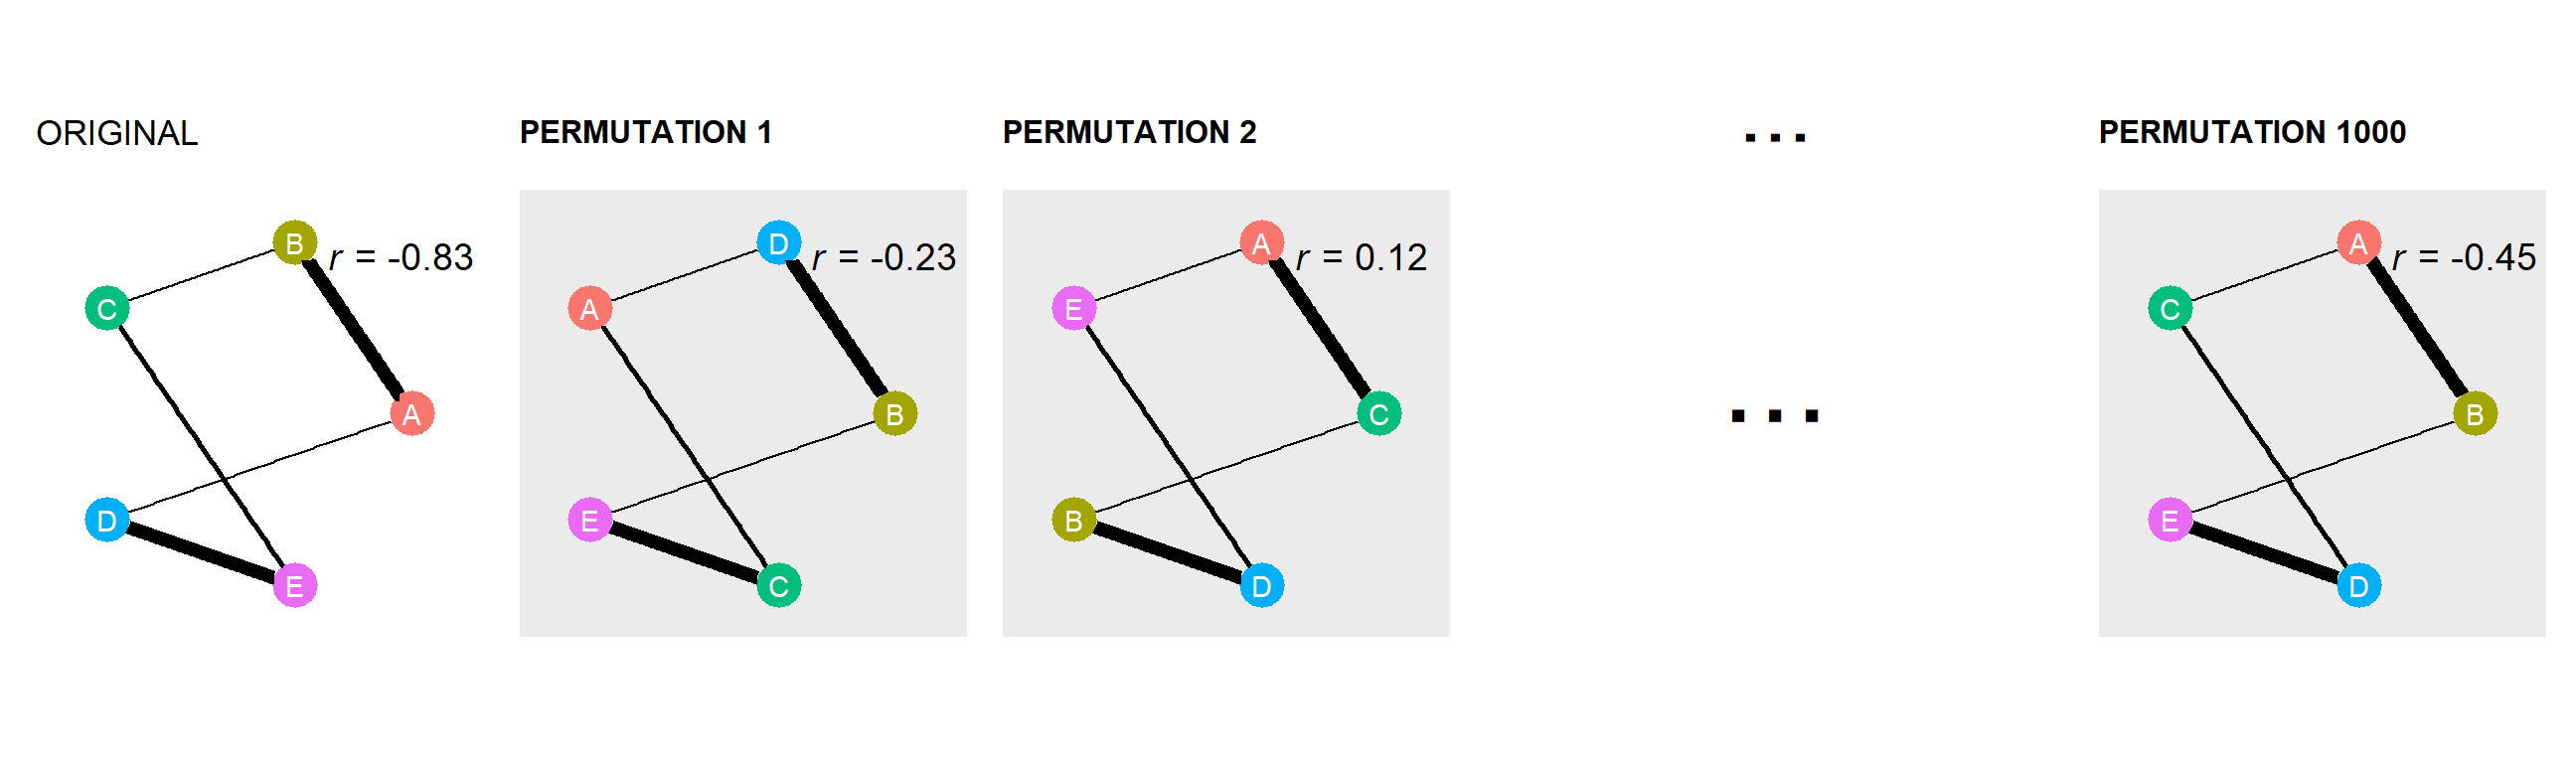 ORIGINAL
PERMUTATION 1
PERMUTATION 2
...
PERMUTATION 1000
B
r = -0.83
C
A
D
E
D
r = -0.23
A
B
E
C
A
r = 0.12
E
C
B
D
...
A
r = -0.45
C
B
E
D